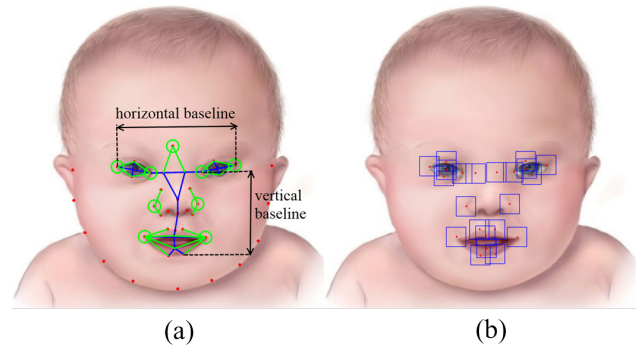 horizontal baseline
vertical
baseline
(a)
(b)